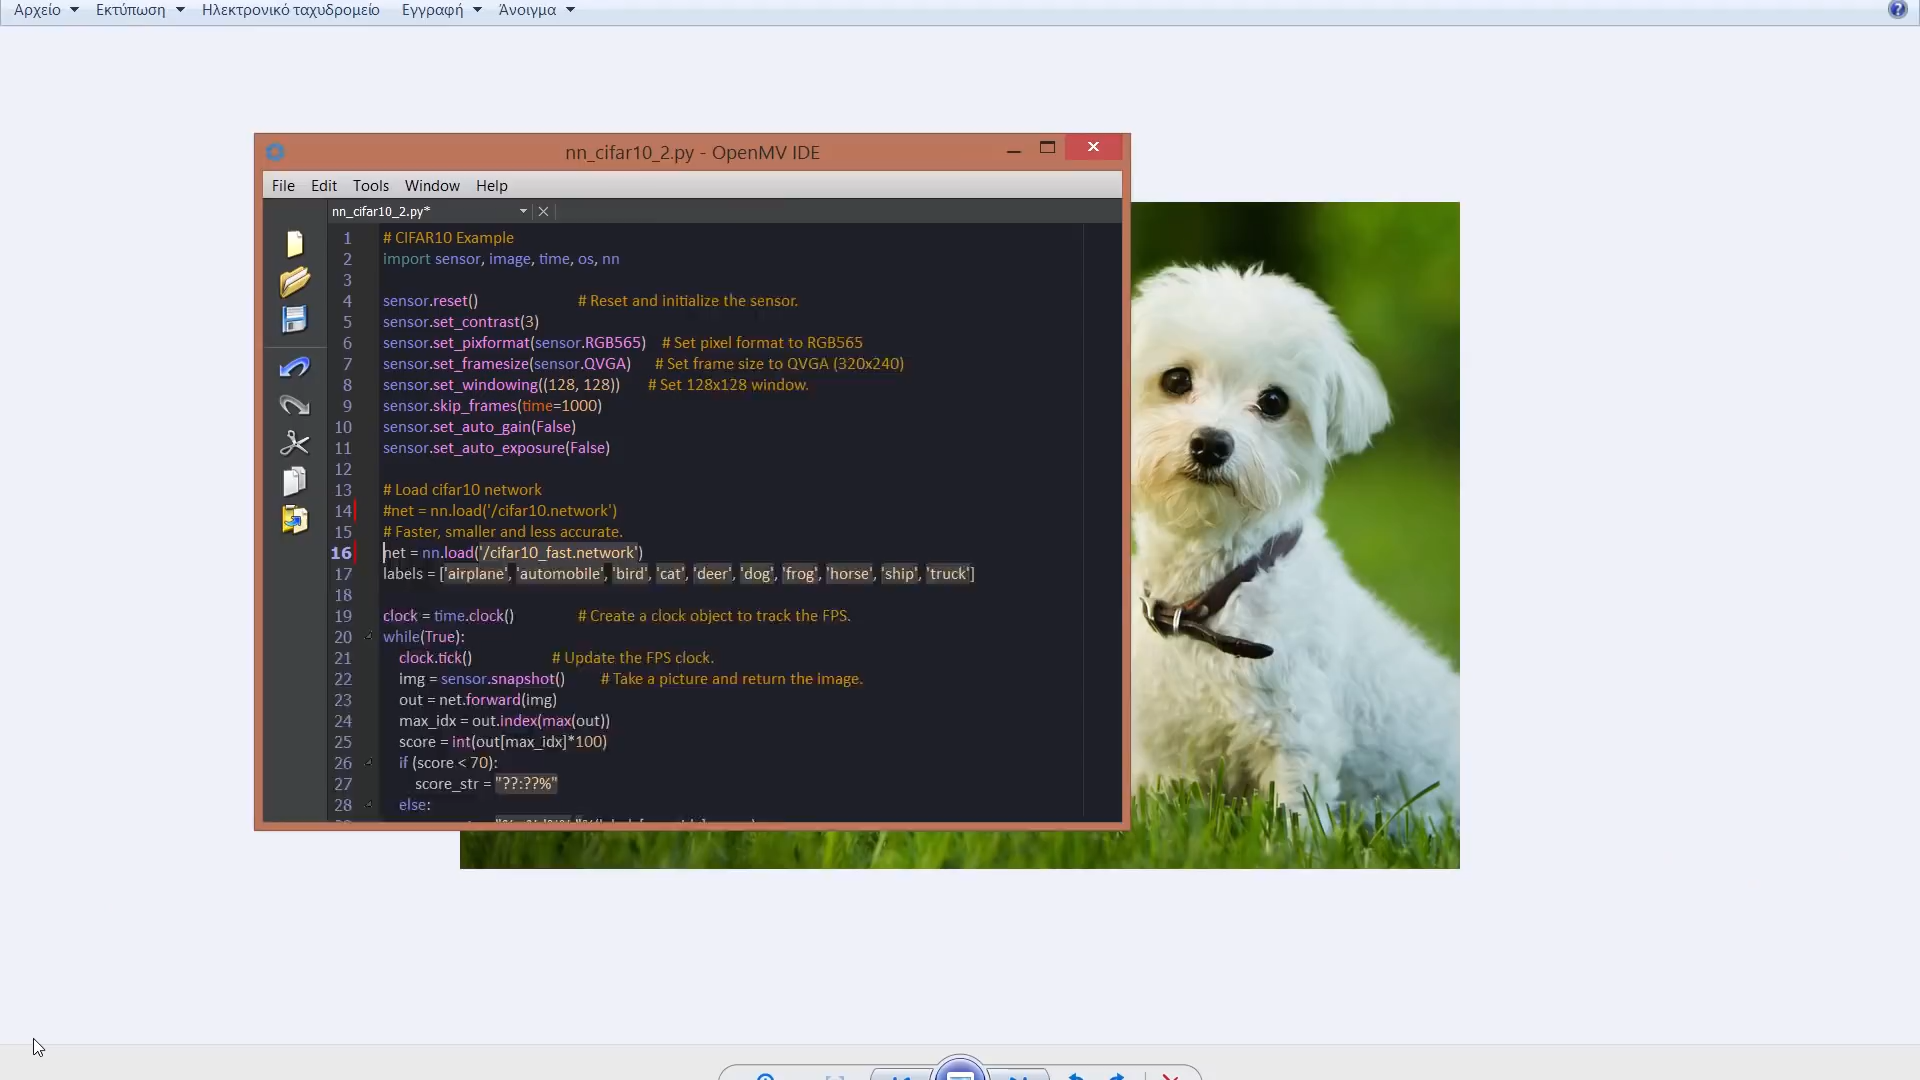 Αρχείο Εκτύπωση Ηλεκτρονικό ταχυδρομείο Εγγραφή Άνοιγμα
nn_cifar10_2.py - OpenMV IDE
File Edit Tools Window Help
nn_cifar10_2.py*
1 # CIFAR10 Example
2 import sensor, image, time, os, nn
3
4 sensor.reset() # Reset and initialize the sensor.
5 sensor.set_contrast(3)
6 sensor.set_pixformat(sensor.RGB565) # Set pixel format to RGB565
7 sensor.set_framesize(sensor.QVGA) # Set frame size to QVGA (320x240)
8 sensor.set_windowing((128, 128)) # Set 128x128 window.
9 sensor.skip_frames(time=1000)
10 sensor.set_auto_gain(False)
11 sensor.set_auto_exposure(False)
12
13 # Load cifar10 network
14 #net = nn.load('/cifar10.network')
15 # Faster, smaller and less accurate.
16 net = nn.load('/cifar10_fast.network')
17 labels = ['airplane', 'automobile', 'bird', 'cat', 'deer', 'dog', 'frog', 'horse', 'ship', 'truck']
18
19 clock = time.clock() # Create a clock object to track the FPS.
20 while(True):
21 clock.tick() # Update the FPS clock.
22 img = sensor.snapshot() # Take a picture and return the image.
23 out = net.forward(img)
24 max_idx = out.index(max(out))
25 score = int(out[max_idx]*100)
26 if (score < 70):
27 score_str = "??:??%"
28 else: